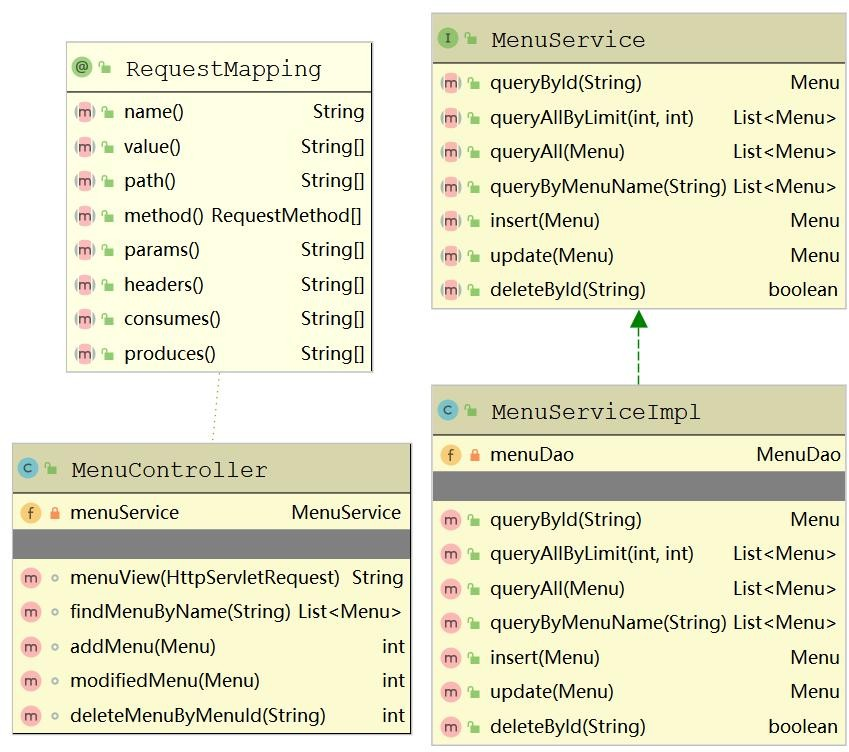 RequestMapping
name() String
value() String[]
path() String[]
method() RequestMethod[]
params() String[]
headers() String[]
consumes() String[]
produces() String[]
MenuService
queryById(String) Menu
queryAllByLimit(int, int) List<Menu>
queryAll(Menu) List<Menu>
queryByMenuName(String) List<Menu>
insert(Menu) Menu
update(Menu) Menu
deleteById(String) boolean
MenuController
menuService MenuService
menuView(HttpServletRequest) String
findMenuByName(String) List<Menu>
addMenu(Menu) int
modifiedMenu(Menu) int
deleteMenuByMenuId(String) int
MenuServiceImpl
menuDao MenuDao
queryById(String) Menu
queryAllByLimit(int, int) List<Menu>
queryAll(Menu) List<Menu>
queryByMenuName(String) List<Menu>
insert(Menu) Menu
update(Menu) Menu
deleteById(String) boolean